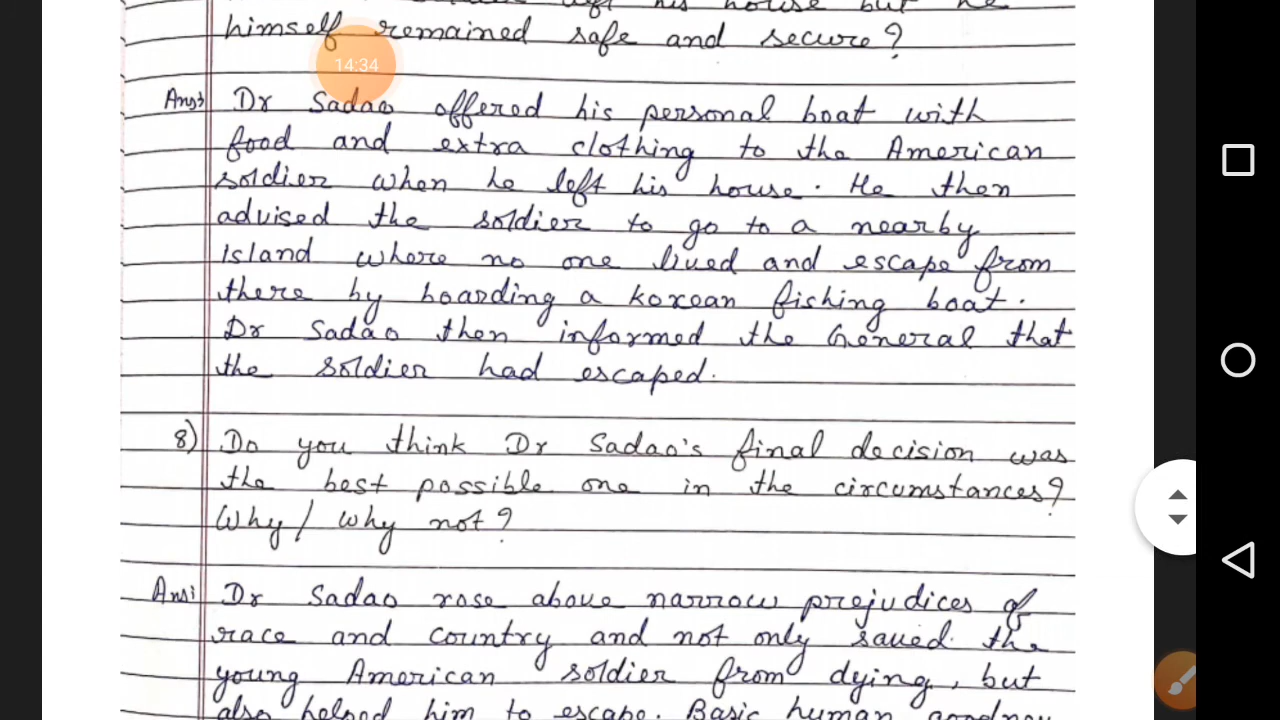 left his house but he
himself remained safe and secure?
14:34
Ans: Dr Sadao offered his personal boat with
food and extra clothing to the American
soldier when he left his house. He then
advised the soldier to go to a nearby
island where no one lived and escape from
there by boarding a korean fishing boat.
Dr Sadao then informed the General that
the soldier had escaped.
8) Do you think Dr Sadao's final decision was
the best possible one in the circumstances?
Why / Why not?
Ans: Dr Sadao rose above narrow prejudices of
race and country and not only saved the
young American soldier from dying, but
also helped him to escape. Basic human